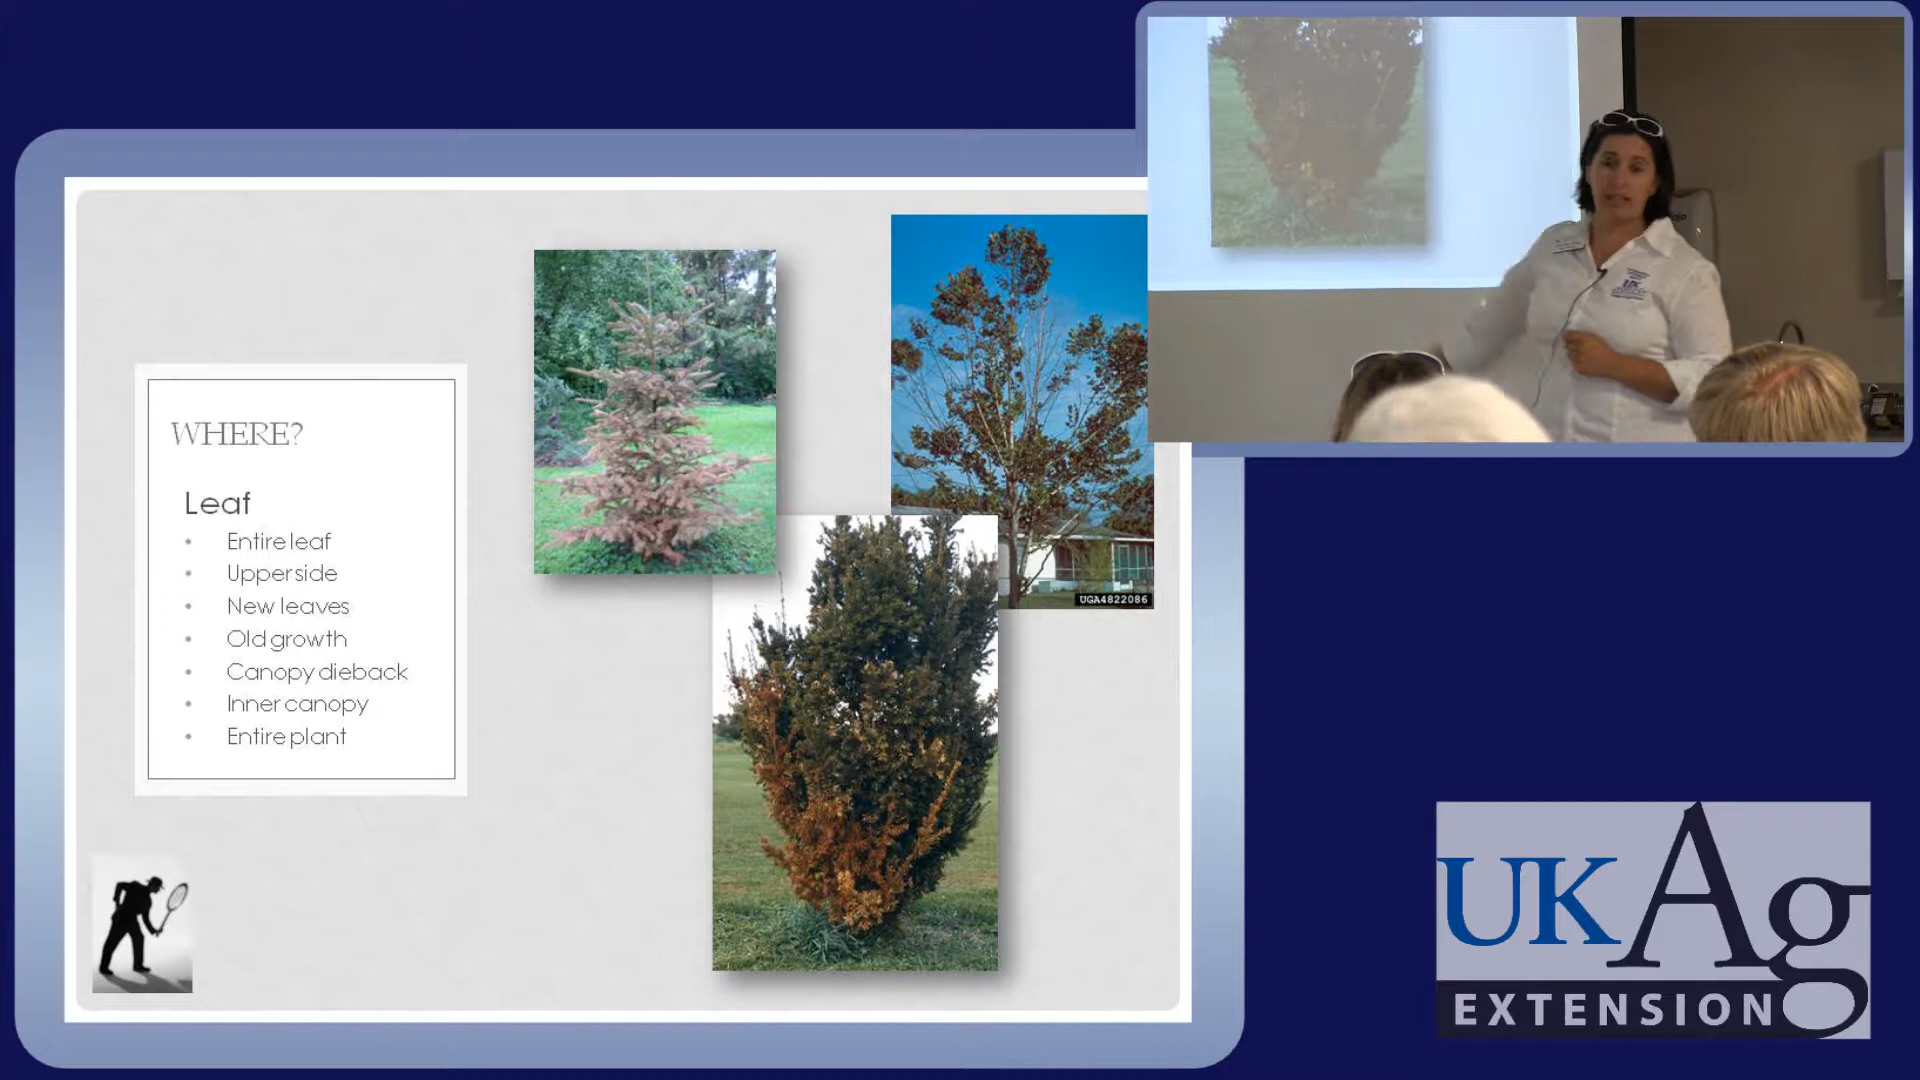 WHERE?
Leaf
• Entire leaf
• Upperside
• New leaves
• Old growth
• Canopy dieback
• Inner canopy
• Entire plant
UGA4822086
UKAg
EXTENSION